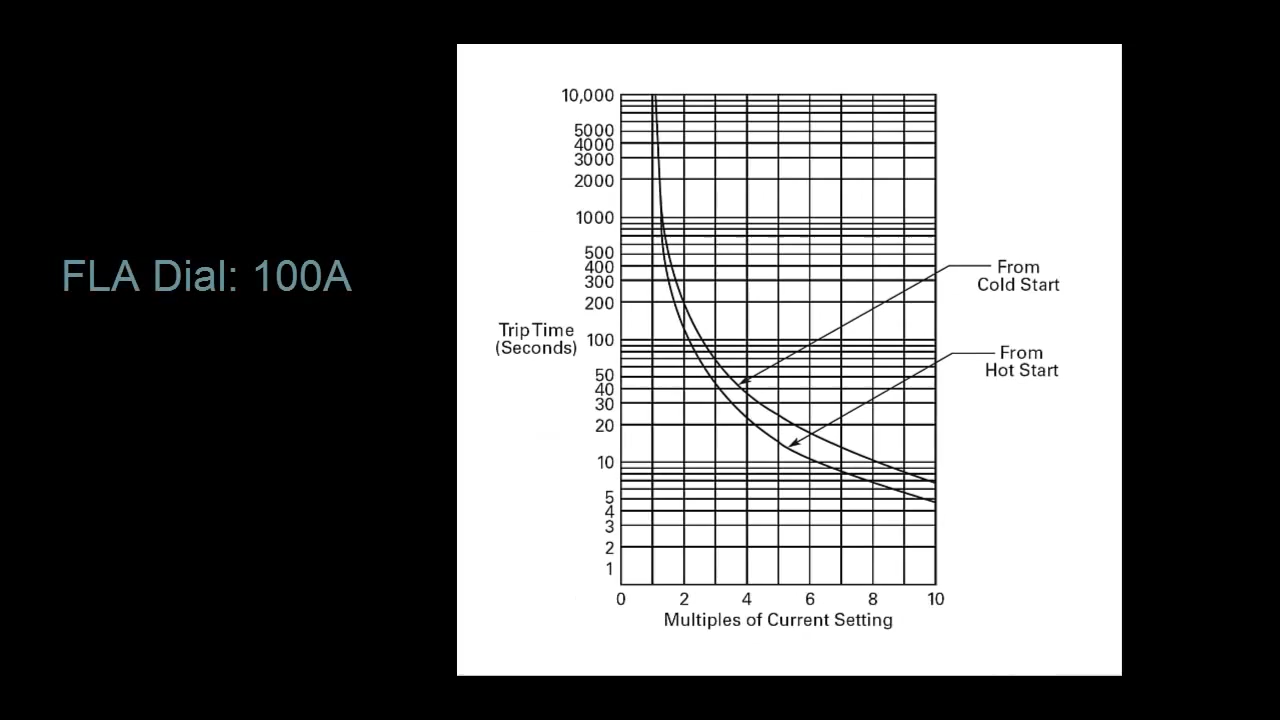 FLA Dial: 100A
10,000
5000
4000
3000
2000
1000
500
400
300
200
100
50
40
30
20
10
5
4
3
2
1
Trip Time
(Seconds)
From
Cold Start
From
Hot Start
0 2 4 6 8 10
Multiples of Current Setting